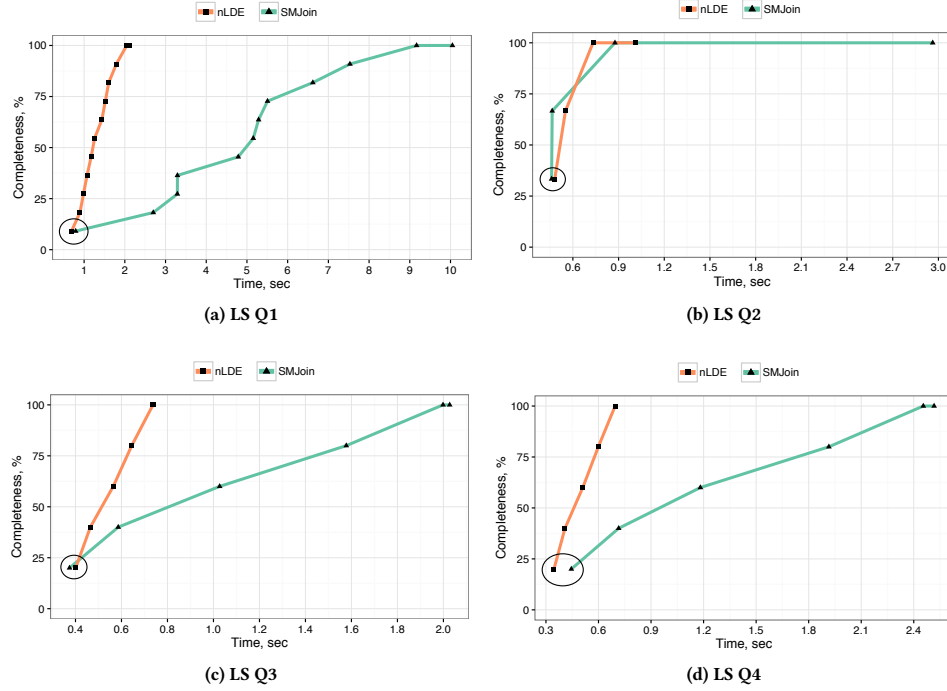 nLDE SMJoin
Completeness, %
100
75
50
25
0
1 2 3 4 5 6 7 8 9 10
Time, sec
(a) LS Q1
nLDE SMJoin
Completeness, %
100
75
50
25
0
0.6 0.9 1.2 1.5 1.8 2.1 2.4 2.7 3.0
Time, sec
(b) LS Q2
nLDE SMJoin
Completeness, %
100
75
50
25
0
0.4 0.6 0.8 1.0 1.2 1.4 1.6 1.8 2.0
Time, sec
(c) LS Q3
nLDE SMJoin
Completeness, %
100
75
50
25
0
0.3 0.6 0.9 1.2 1.5 1.8 2.1 2.4
Time, sec
(d) LS Q4